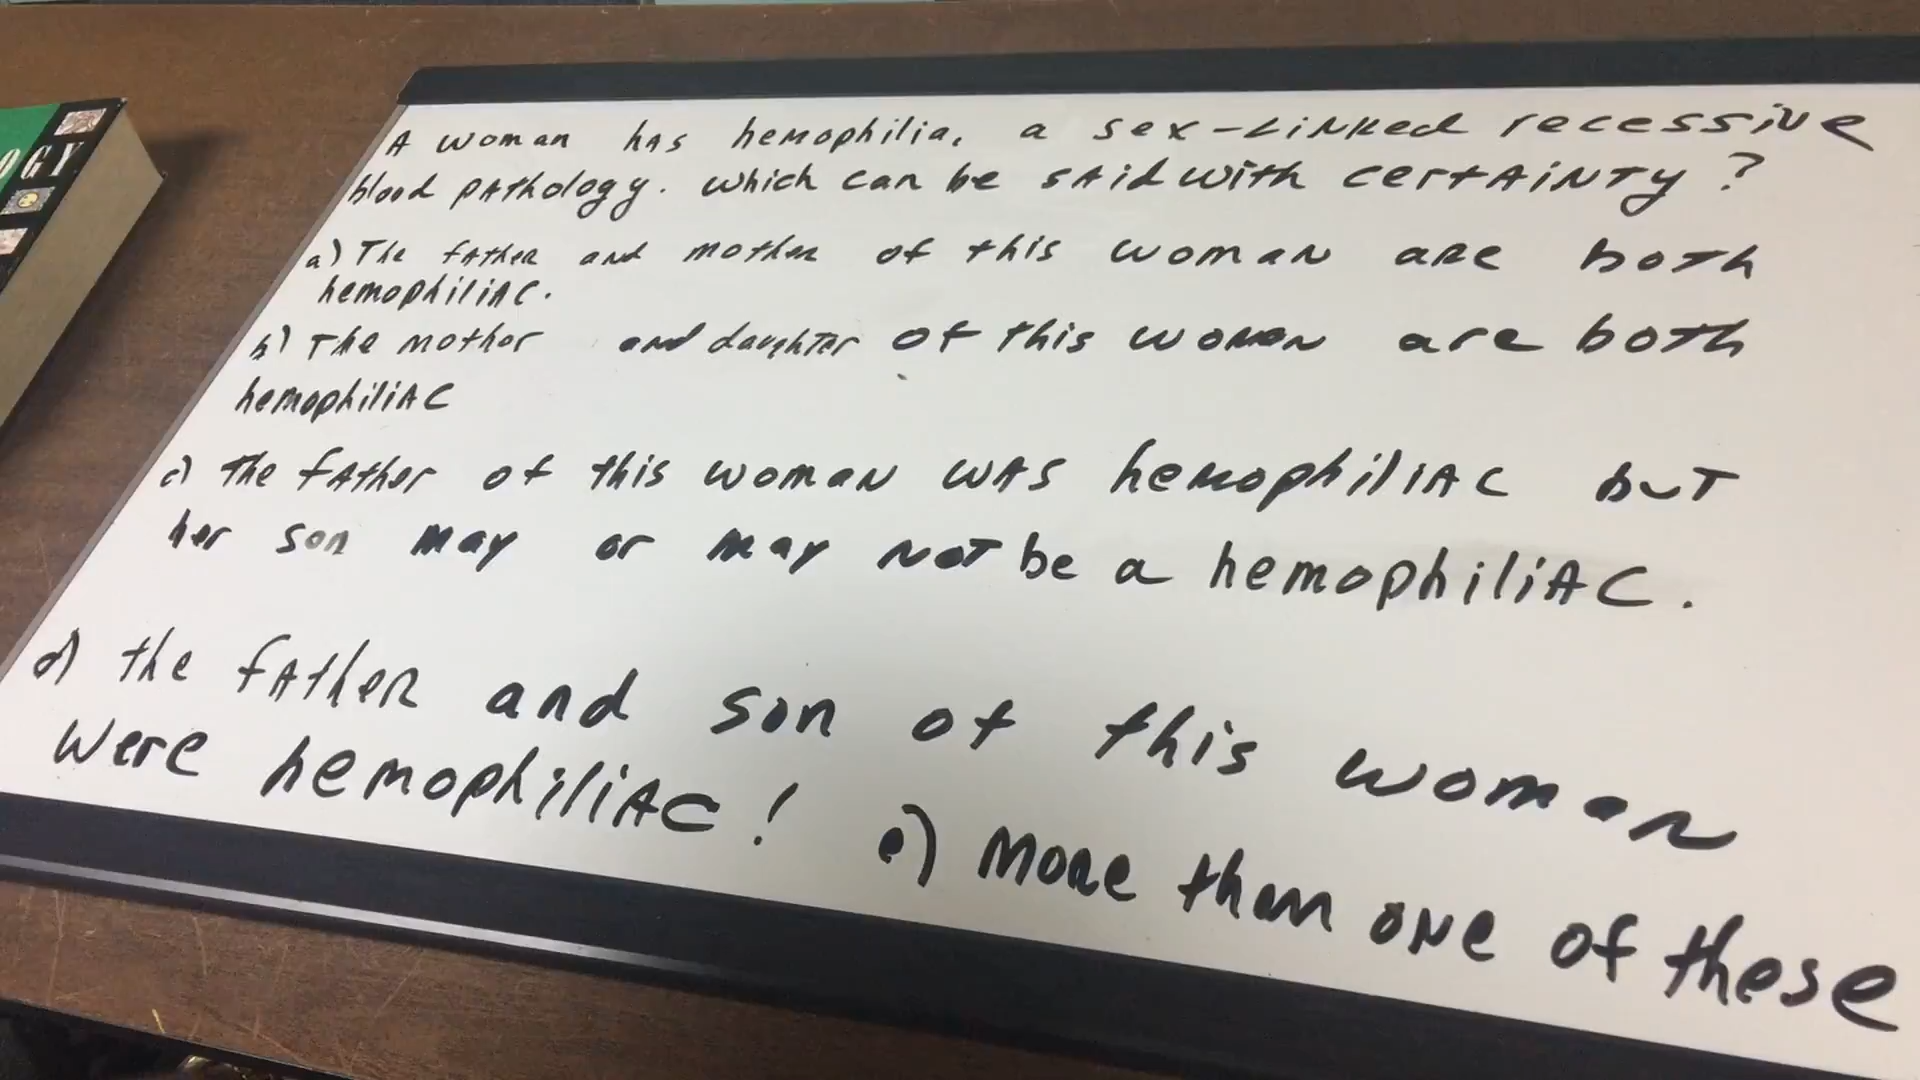 OGY
A woman has hemophilia, a sex-linked recessive
blood pathology. Which can be said with certainty?
a) The father and mother of this woman are both
hemophiliac.
b) The mother and daughter of this woman are both
hemophiliac
c) The father of this woman was hemophiliac but
her son may or may not be a hemophiliac.
d) the father and son of this woman
were hemophiliac!
e) More than one of these